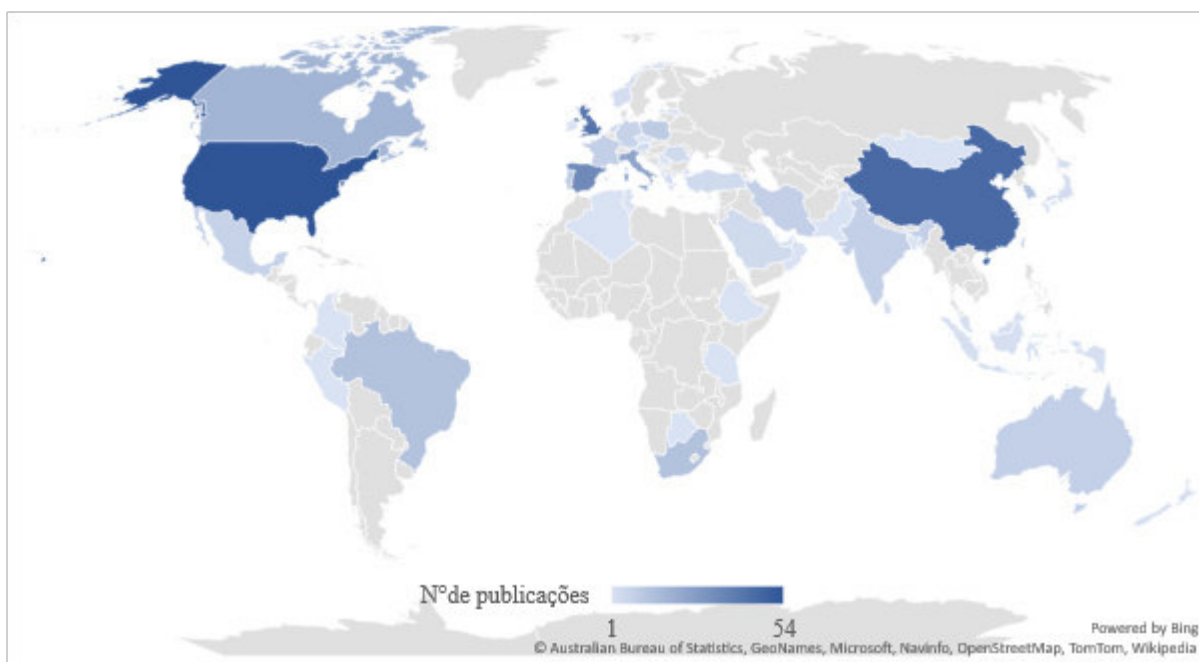 N°de publicações
1 54
Powered by Bing
© Australian Bureau of Statistics, GeoNames, Microsoft, Navinfo, OpenStreetMap, TomTom, Wikipedia